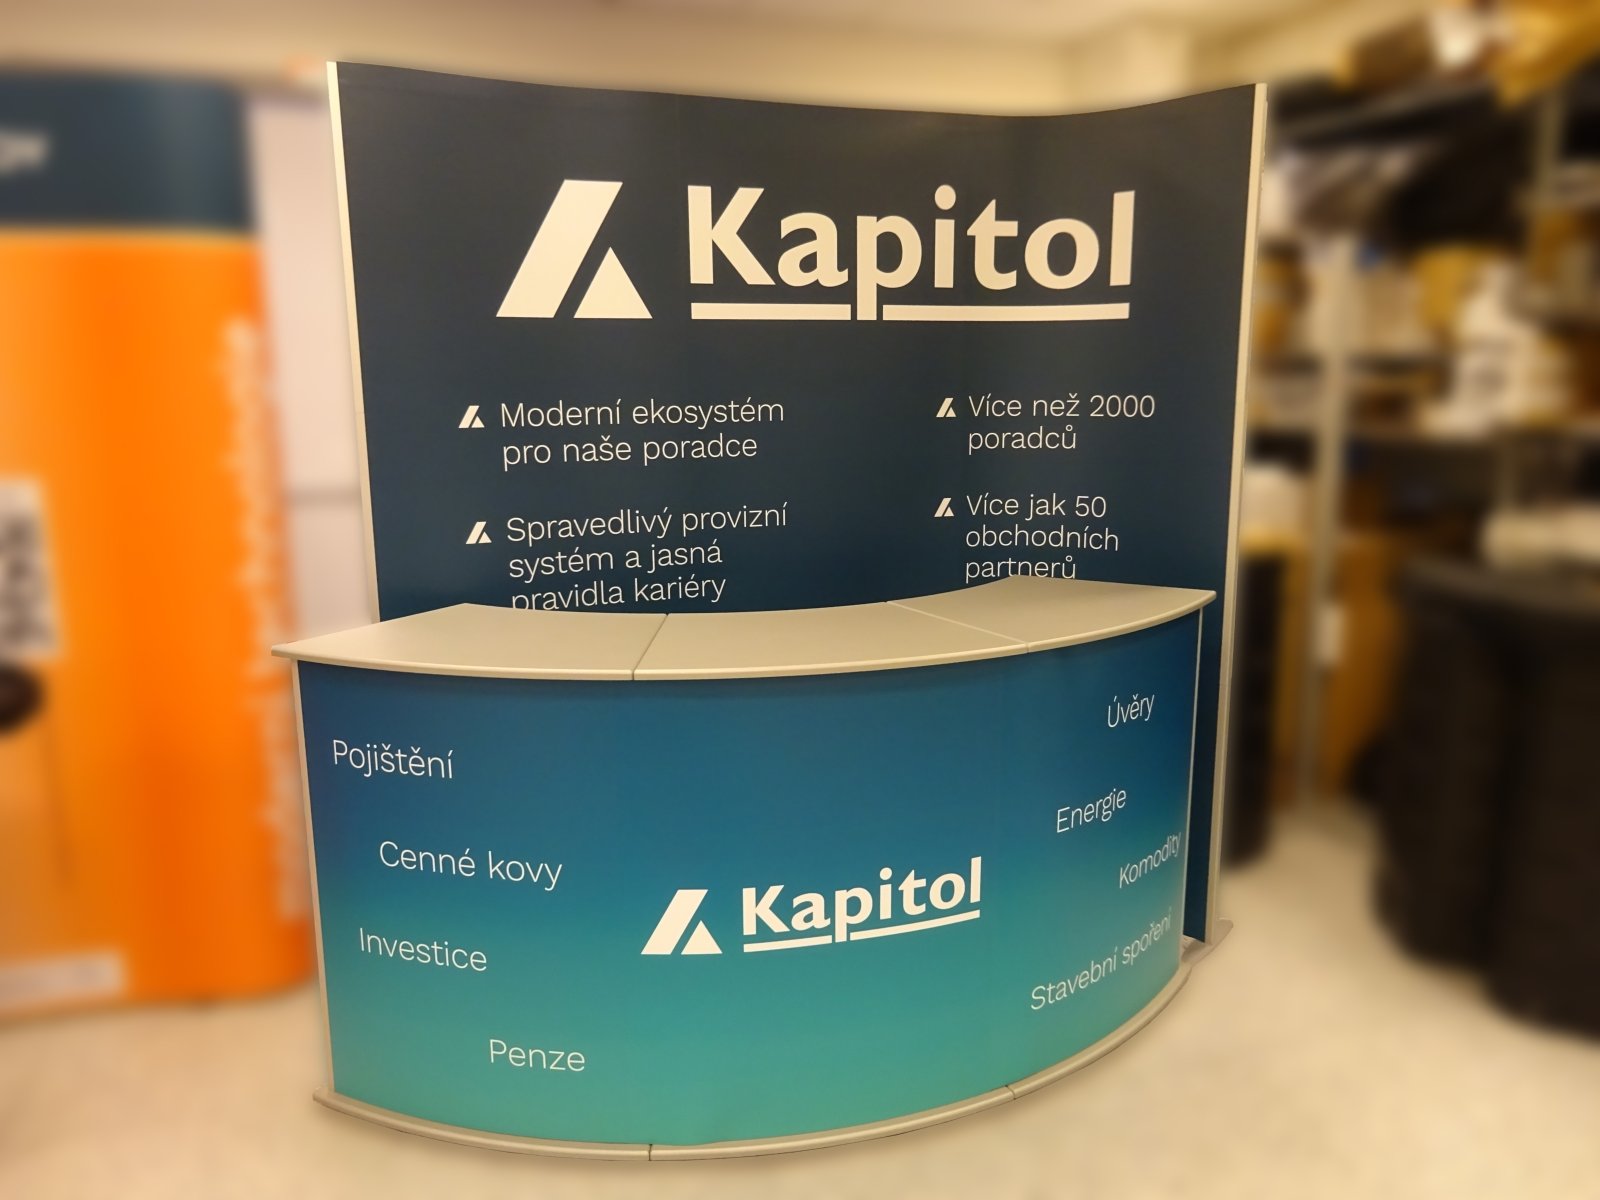 Kapitol
Moderní ekosystém
pro naše poradce
Spravedlivý provizní
systém a jasná
pravidla kariéry
Více než 2000
poradců
Více jak 50
obchodních
partnerů
Pojištění
Cenné kovy
Investice
Penze
Kapitol
Úvěry
Energie
Komodity
Stavební spoření